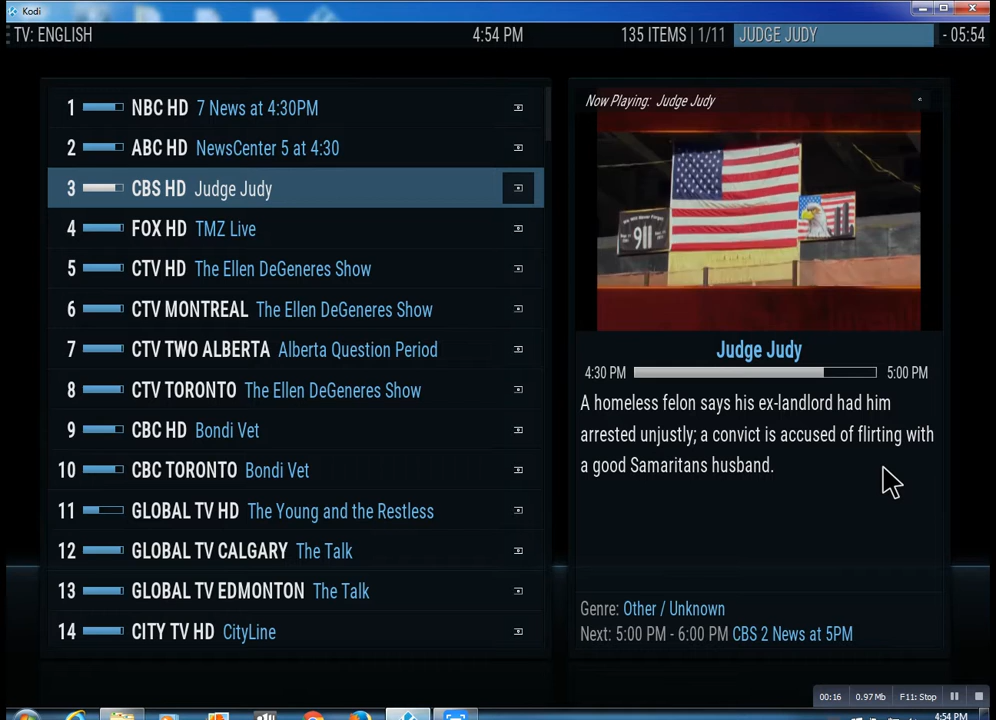 Kodi
TV: ENGLISH 4:54 PM 135 ITEMS | 1/11 JUDGE JUDY - 05:54
1 NBC HD 7 News at 4:30PM
2 ABC HD NewsCenter 5 at 4:30
3 CBS HD Judge Judy
4 FOX HD TMZ Live
5 CTV HD The Ellen DeGeneres Show
6 CTV MONTREAL The Ellen DeGeneres Show
7 CTV TWO ALBERTA Alberta Question Period
8 CTV TORONTO The Ellen DeGeneres Show
9 CBC HD Bondi Vet
10 CBC TORONTO Bondi Vet
11 GLOBAL TV HD The Young and the Restless
12 GLOBAL TV CALGARY The Talk
13 GLOBAL TV EDMONTON The Talk
14 CITY TV HD CityLine
Now Playing: Judge Judy
911
Judge Judy
4:30 PM 5:00 PM
A homeless felon says his ex-landlord had him
arrested unjustly; a convict is accused of flirting with
a good Samaritans husband.
Genre: Other / Unknown
Next: 5:00 PM - 6:00 PM CBS 2 News at 5PM
00:16 0.97 Mb F11: Stop
4:54 PM